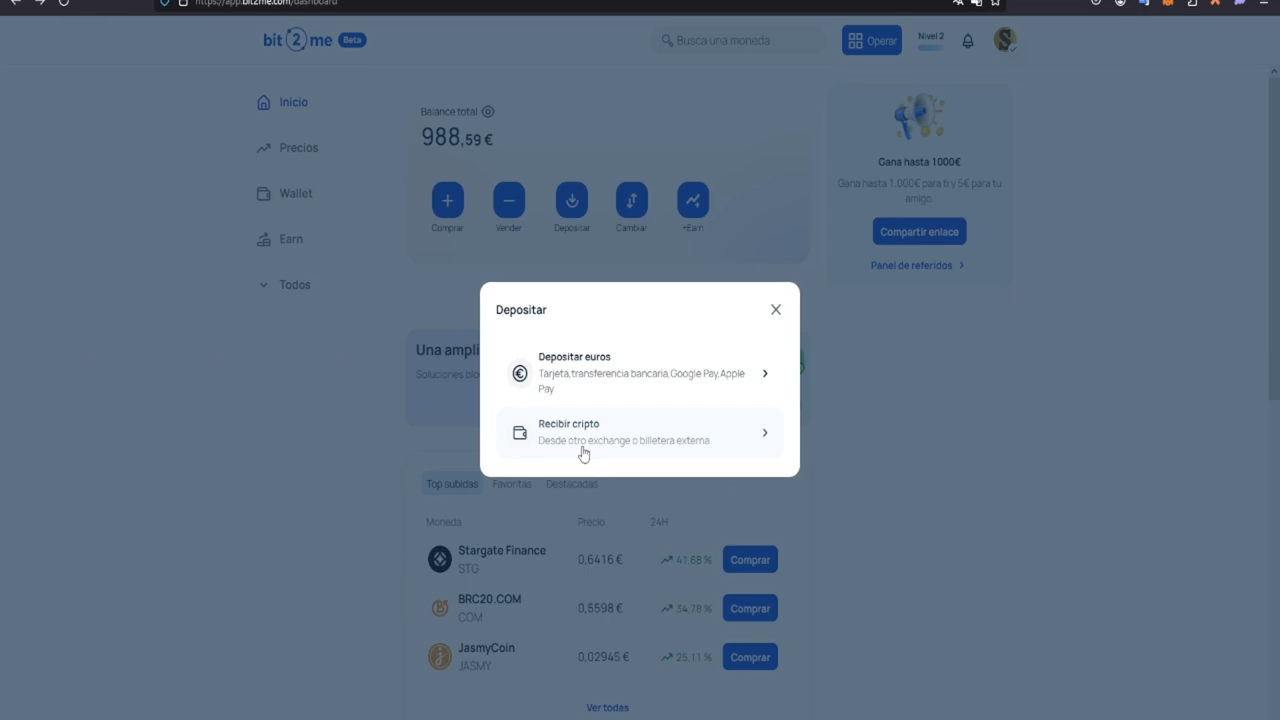 https://app.bit2me.com/dashboard
bit2me Beta
Busca una moneda
Operar
Nivel 2
Inicio
Precios
Wallet
Earn
Todos
Balance total
988,59 €
Comprar
Vender
Depositar
Cambiar
+Earn
Gana hasta 1000€
Gana hasta 1.000€ para ti y 5€ para tu
amigo.
Compartir enlace
Panel de referidos
Depositar
Depositar euros
Tarjeta,transferencia bancaria,Google Pay,Apple
Pay
Recibir cripto
Desde otro exchange o billetera externa
Una ampli
Soluciones blo
Top subidas Favoritas Destacadas
Moneda Precio 24H
Stargate Finance
STG
0,6416 € 41,68 % Comprar
BRC20.COM
COM
0,5598 € 34,78 % Comprar
JasmyCoin
JASMY
0,02945 € 25,11 % Comprar
Ver todas